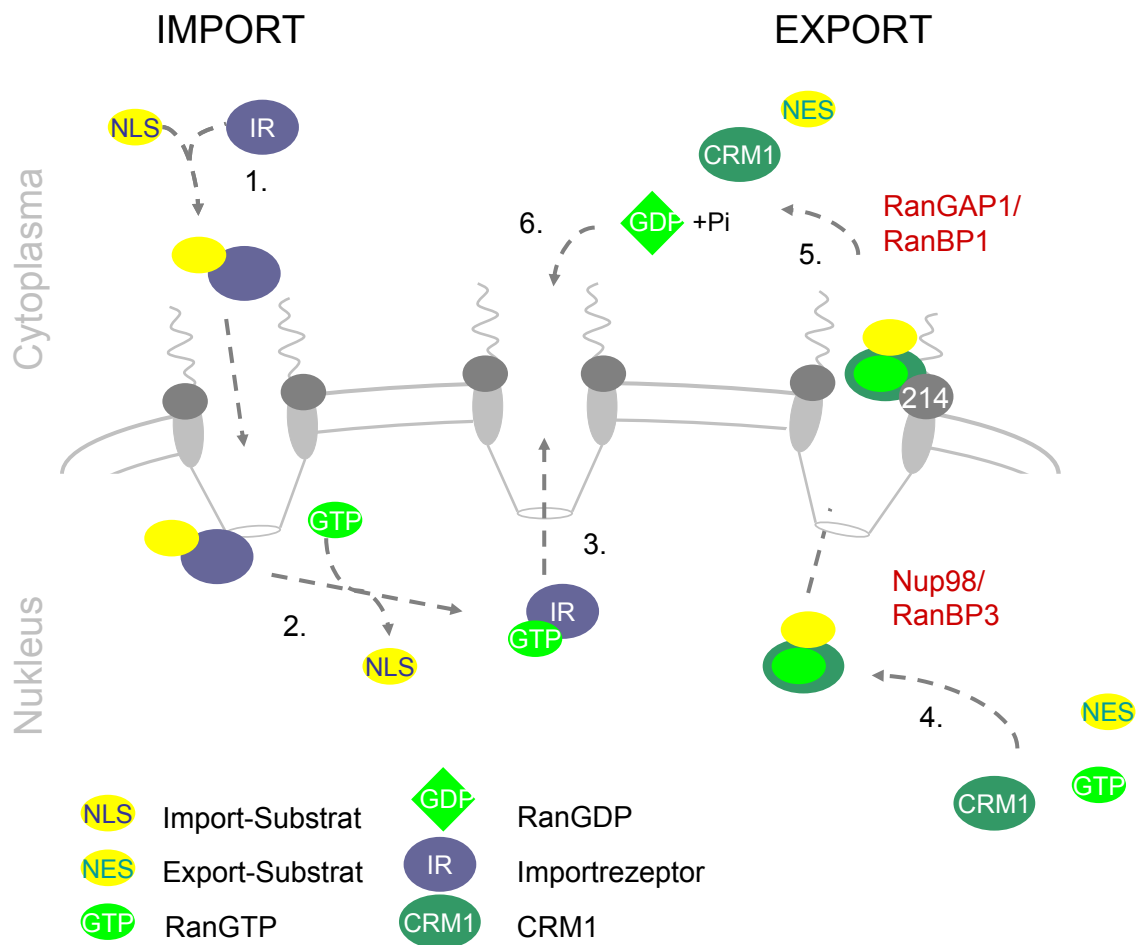 IMPORT
EXPORT
NLS
IR
1.
NES
CRM1
Cytoplasma
6.
GDP
+Pi
RanGAP1/
RanBP1
5.
214
GTP
3.
2.
IR
GTP
NLS
Nup98/
RanBP3
Nukleus
4.
NES
GTP
CRM1
NLS
Import-Substrat
GDP
RanGDP
NES
Export-Substrat
IR
Importrezeptor
GTP
RanGTP
CRM1
CRM1